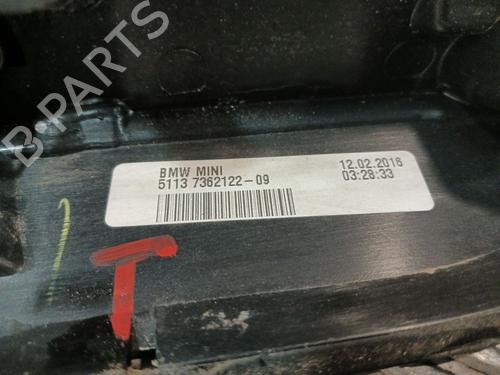 B-PARTS
BMW MINI
5113 7362122-09
12.02.2016
03:28:33
T